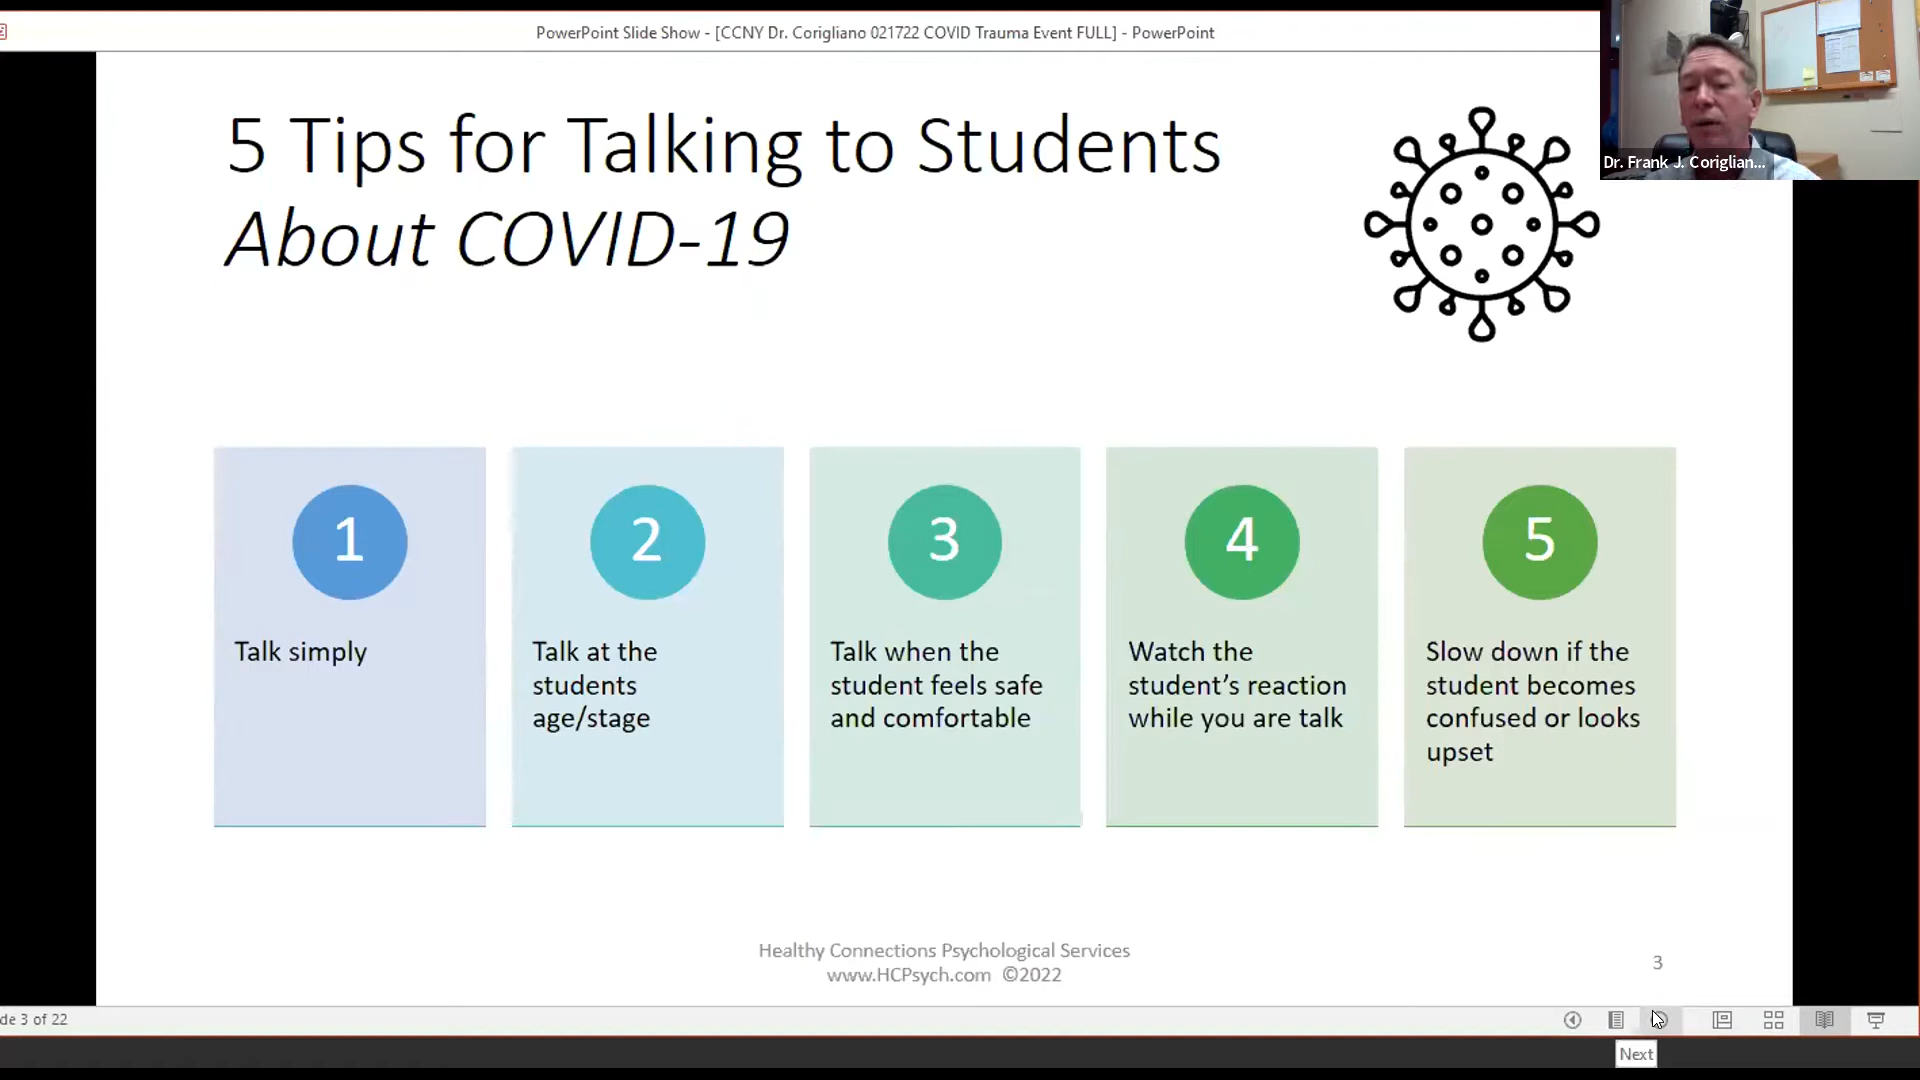 PowerPoint Slide Show - [CCNY Dr. Corigliano 021722 COVID Trauma Event FULL] - PowerPoint
Dr. Frank J. Coriglian...
5 Tips for Talking to Students
About COVID-19
1
Talk simply
2
Talk at the
students
age/stage
3
Talk when the
student feels safe
and comfortable
4
Watch the
student’s reaction
while you are talk
5
Slow down if the
student becomes
confused or looks
upset
Healthy Connections Psychological Services
www.HCPsych.com ©2022
3
de 3 of 22
Next